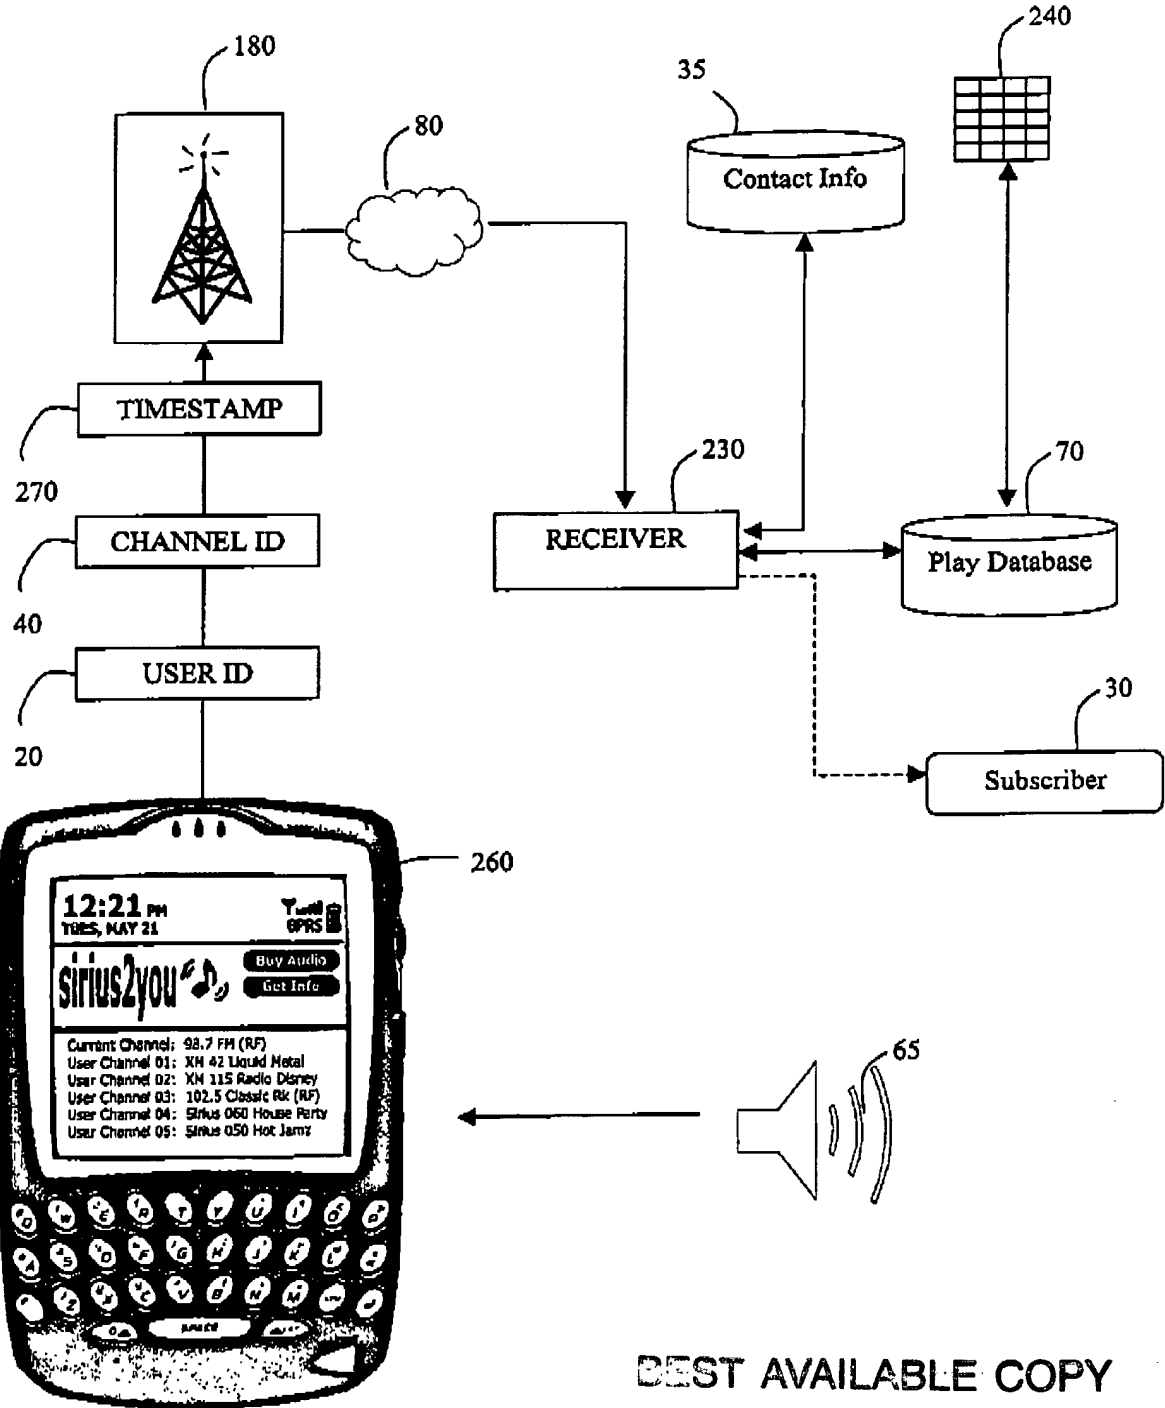 180
240
35
80
Contact Info
TIMESTAMP
230
70
270
RECEIVER
CHANNEL ID
Play Database
40
USER ID
30
20
Subscriber
260
12:21 PM
TUES, MAY 21
GPRS
sirius2you
Buy Audio
Get Info
Current Channel: 98.7 FM (RF)
User Channel 01: XM 42 Liquid Metal
User Channel 02: XM 115 Radio Disney
User Channel 03: 102.5 Classic Rk (RF)
User Channel 04: Sirius 060 House Party
User Channel 05: Sirius 050 Hot Jamz
65
Q W E R T Y U I O P
A S D F G H J K L
Z X C V B N M
SPACE
BEST AVAILABLE COPY